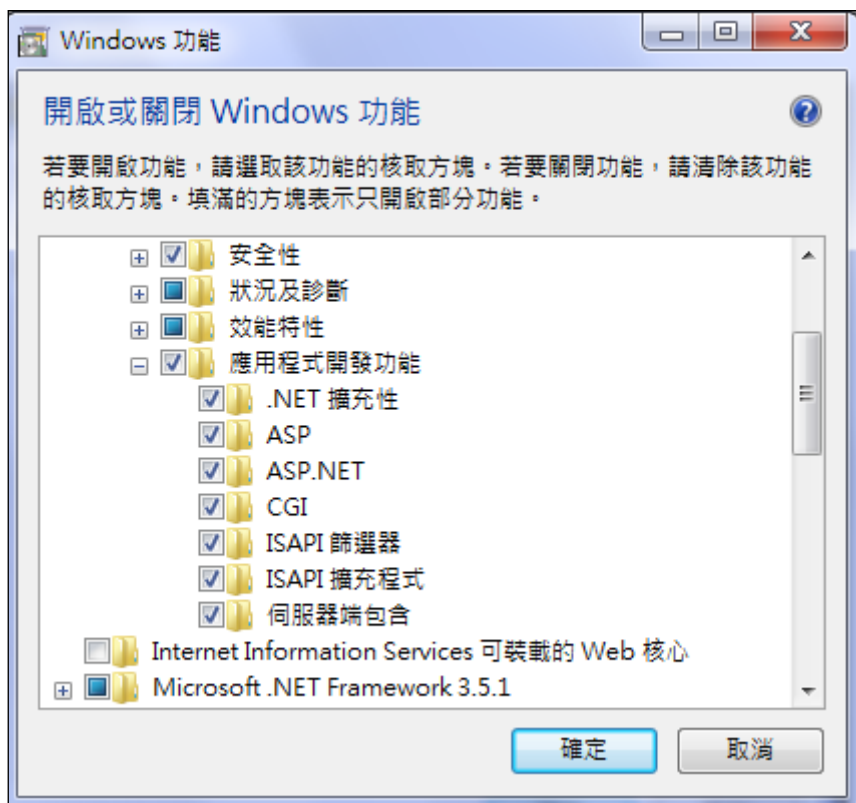 Windows 功能
開啟或關閉 Windows 功能
若要開啟功能，請選取該功能的核取方塊。若要關閉功能，請清除該功能
的核取方塊。填滿的方塊表示只開啟部分功能。
安全性
狀況及診斷
效能特性
應用程式開發功能
.NET 擴充性
ASP
ASP.NET
CGI
ISAPI 篩選器
ISAPI 擴充程式
伺服器端包含
Internet Information Services 可裝載的 Web 核心
Microsoft .NET Framework 3.5.1
確定
取消